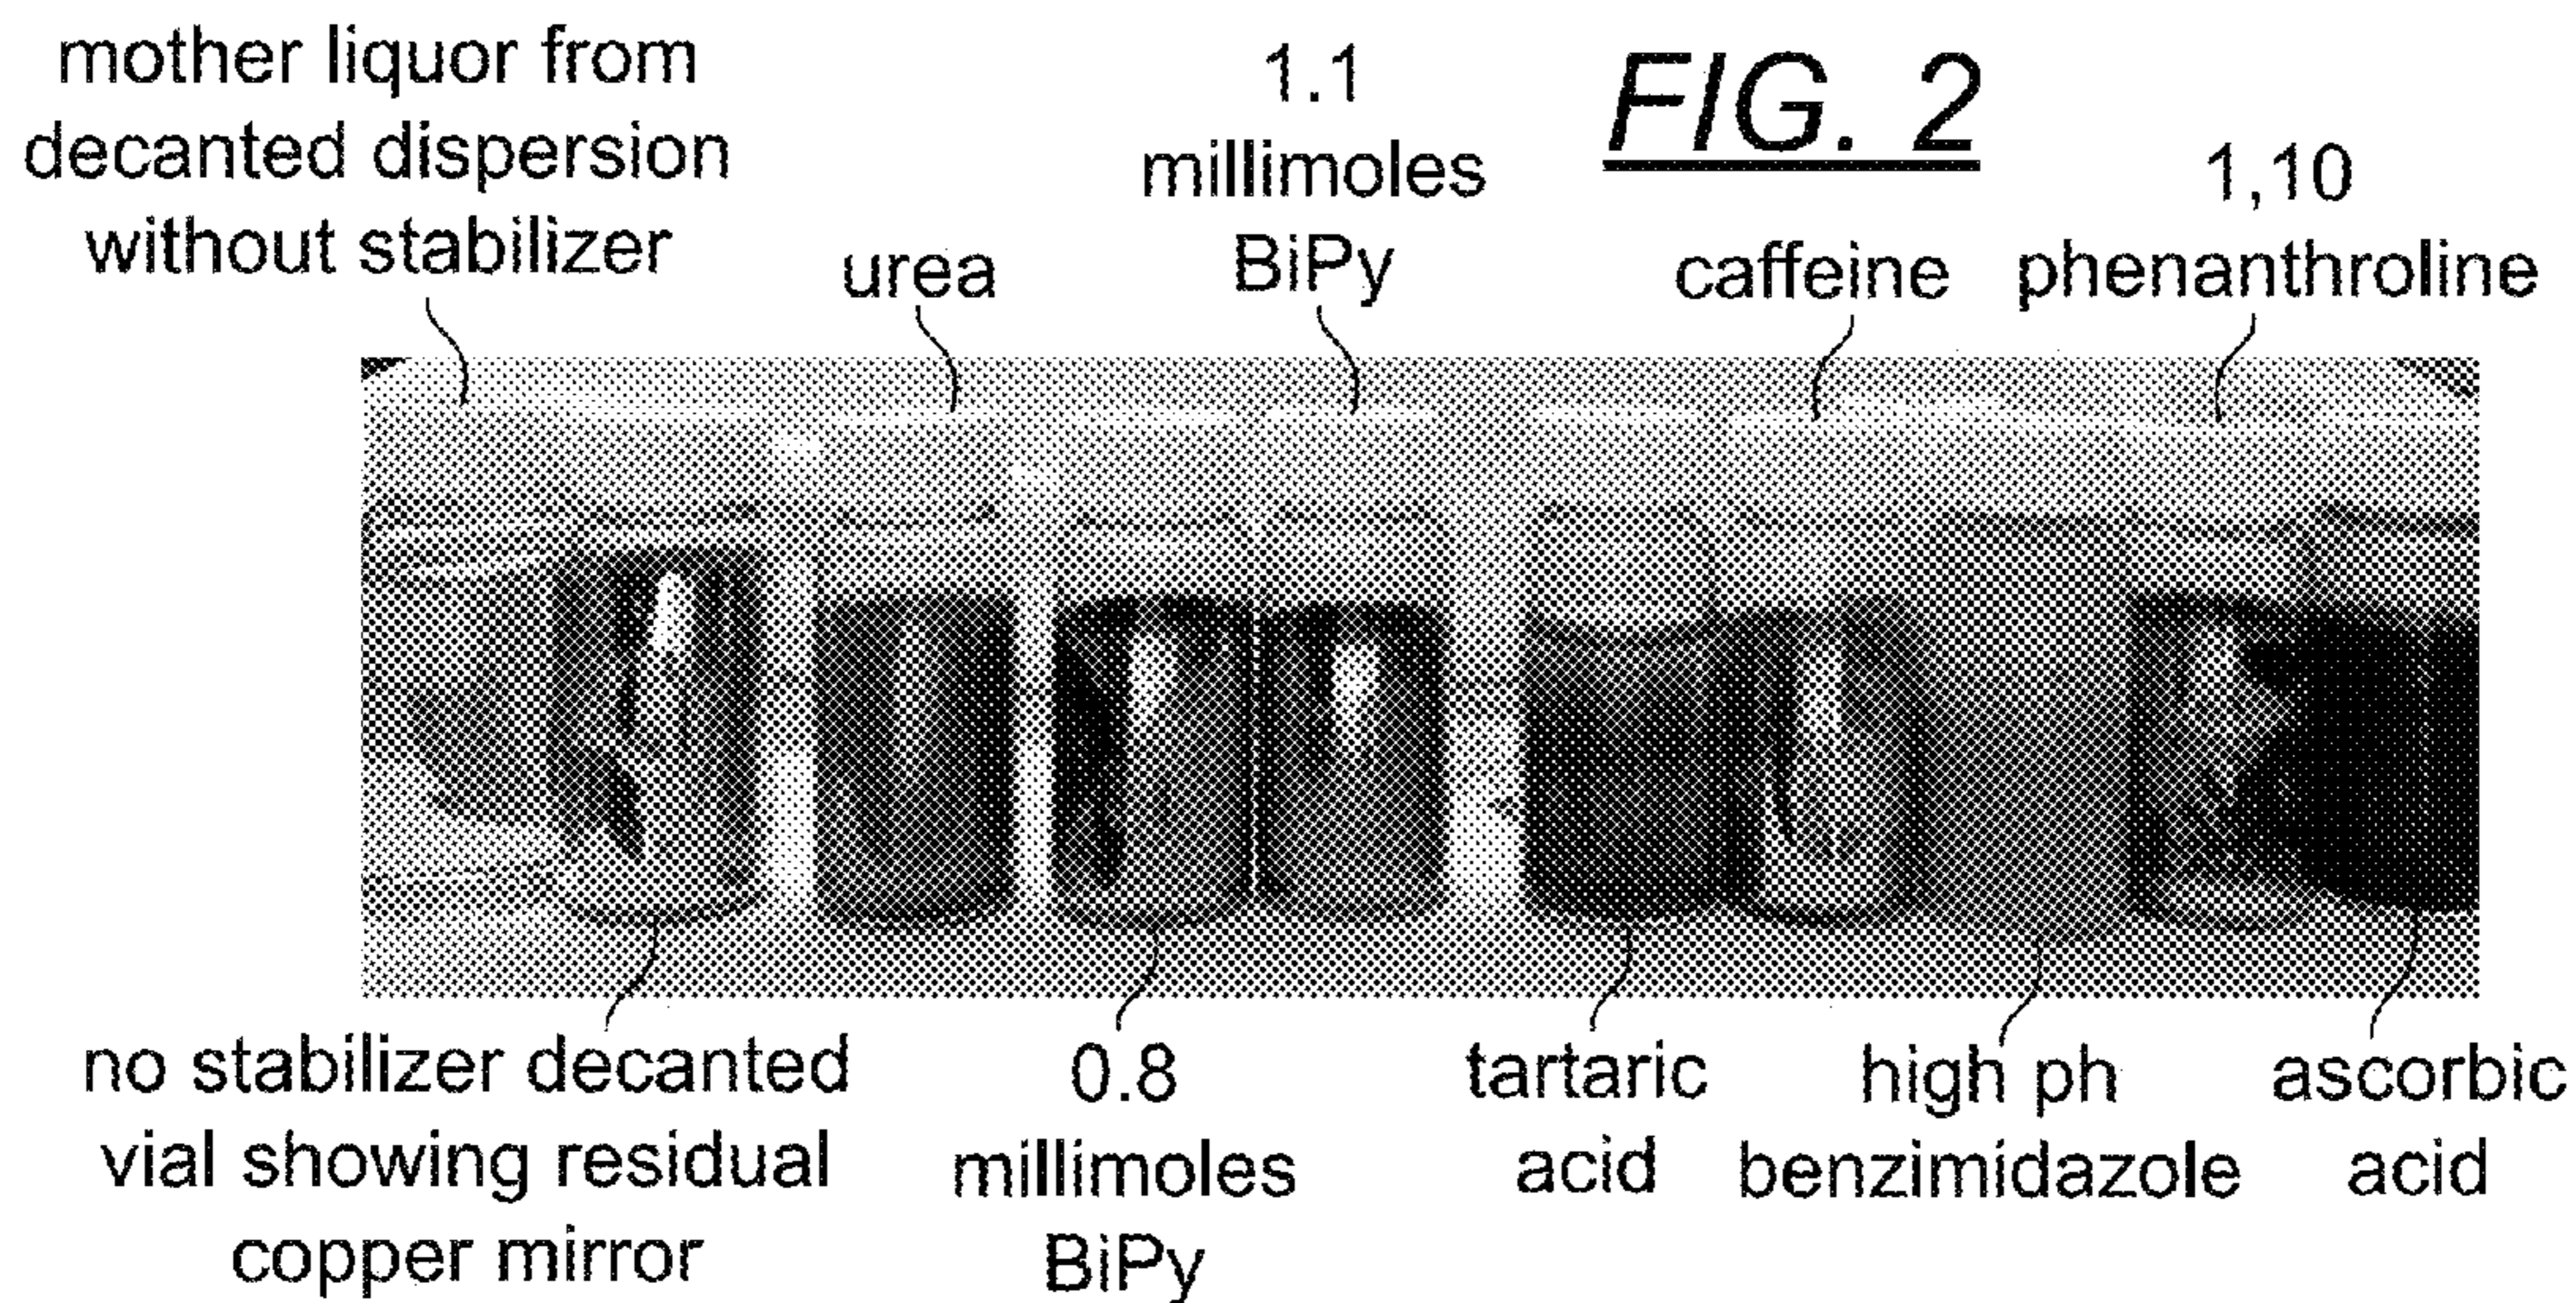 FIG. 2
mother liquor from
decanted dispersion
without stabilizer
urea
1.1
millimoles
BiPy
caffeine
1,10
phenanthroline
no stabilizer decanted
vial showing residual
copper mirror
0.8
millimoles
BiPy
tartaric
acid
high ph
benzimidazole
ascorbic
acid